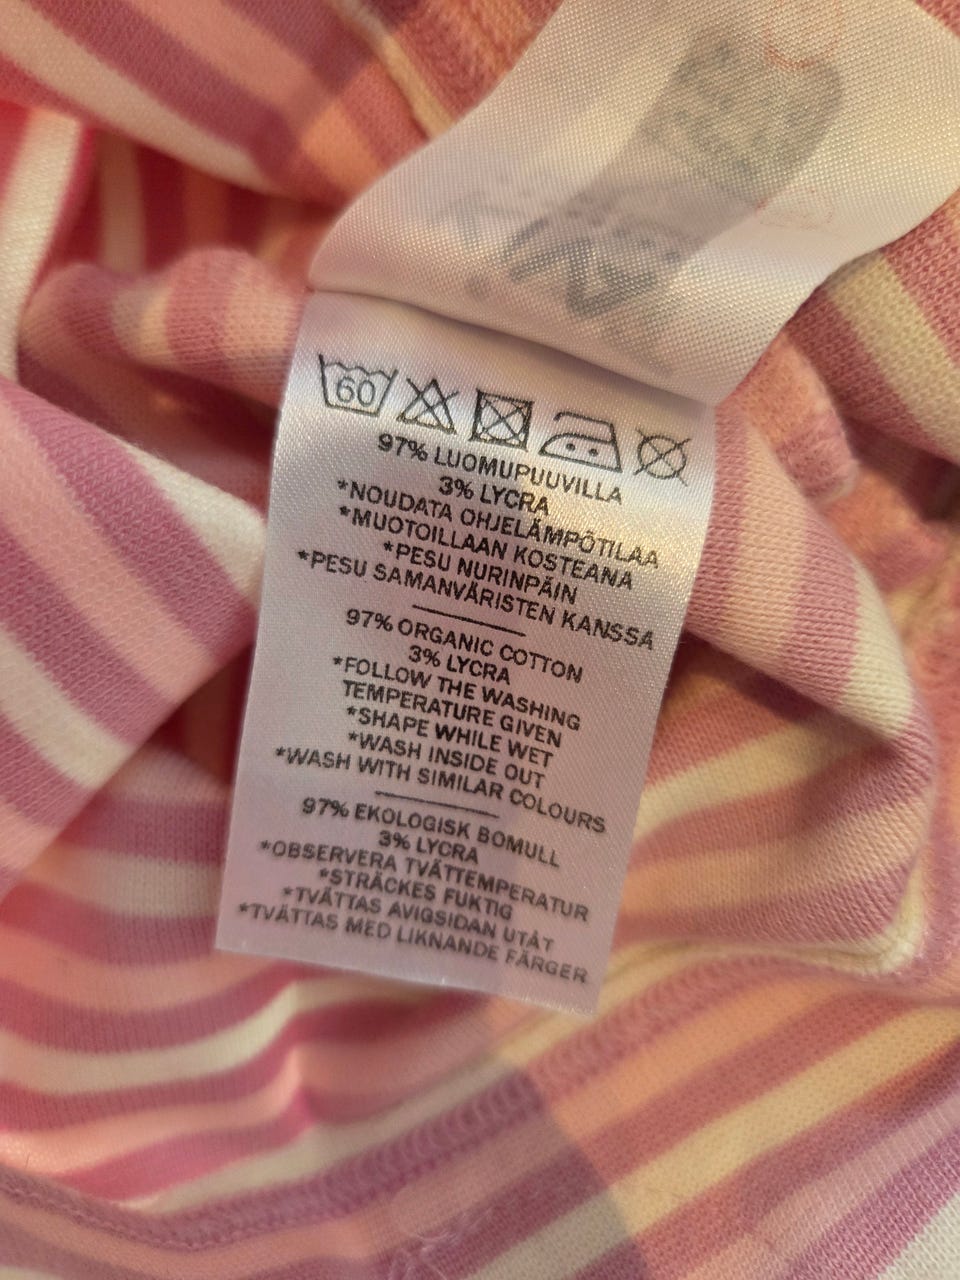 60
97% LUOMUPUUVILLA
3% LYCRA
*NOUDATA OHJELÄMPÖTILAA
*MUOTOILLAAN KOSTEANA
*PESU NURINPÄIN
*PESU SAMANVÄRISTEN KANSSA
97% ORGANIC COTTON
3% LYCRA
*FOLLOW THE WASHING
TEMPERATURE GIVEN
*SHAPE WHILE WET
*WASH INSIDE OUT
*WASH WITH SIMILAR COLOURS
97% EKOLOGISK BOMULL
3% LYCRA
*OBSERVERA TVÄTTEMPERATUR
*STRÄCKES FUKTIG
*TVÄTTAS AVIGSIDAN UTÅT
*TVÄTTAS MED LIKNANDE FÄRGER